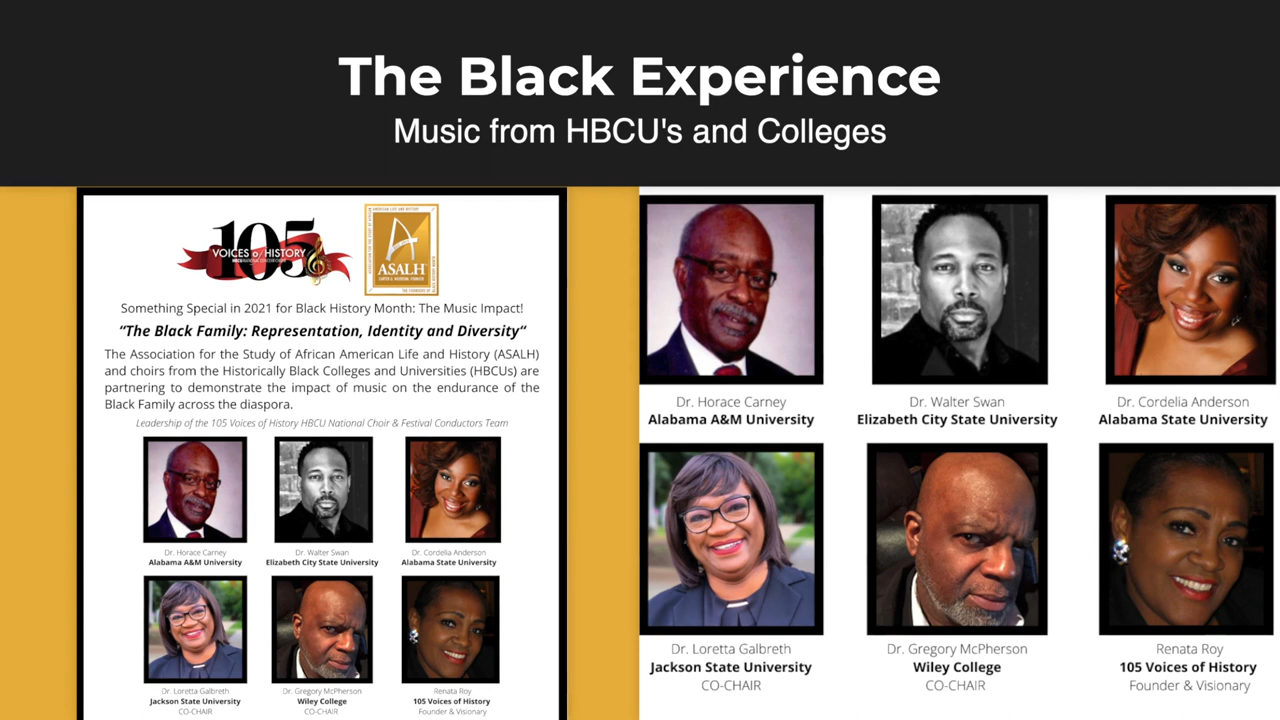 The Black Experience
Music from HBCU's and Colleges
105
VOICES of HISTORY
ASALH
Something Special in 2021 for Black History Month: The Music Impact!
“The Black Family: Representation, Identity and Diversity“
The Association for the Study of African American Life and History (ASALH)
and choirs from the Historically Black Colleges and Universities (HBCUs) are
partnering to demonstrate the impact of music on the endurance of the
Black Family across the diaspora.
Leadership of the 105 Voices of History HBCU National Choir & Festival Conductors Team
Dr. Horace Carney
Alabama A&M University
Dr. Walter Swan
Elizabeth City State University
Dr. Cordelia Anderson
Alabama State University
Dr. Loretta Galbreth
Jackson State University
CO-CHAIR
Dr. Gregory McPherson
Wiley College
CO-CHAIR
Renata Roy
105 Voices of History
Founder & Visionary
Dr. Horace Carney
Alabama A&M University
Dr. Walter Swan
Elizabeth City State University
Dr. Cordelia Anderson
Alabama State University
Dr. Loretta Galbreth
Jackson State University
CO-CHAIR
Dr. Gregory McPherson
Wiley College
CO-CHAIR
Renata Roy
105 Voices of History
Founder & Visionary